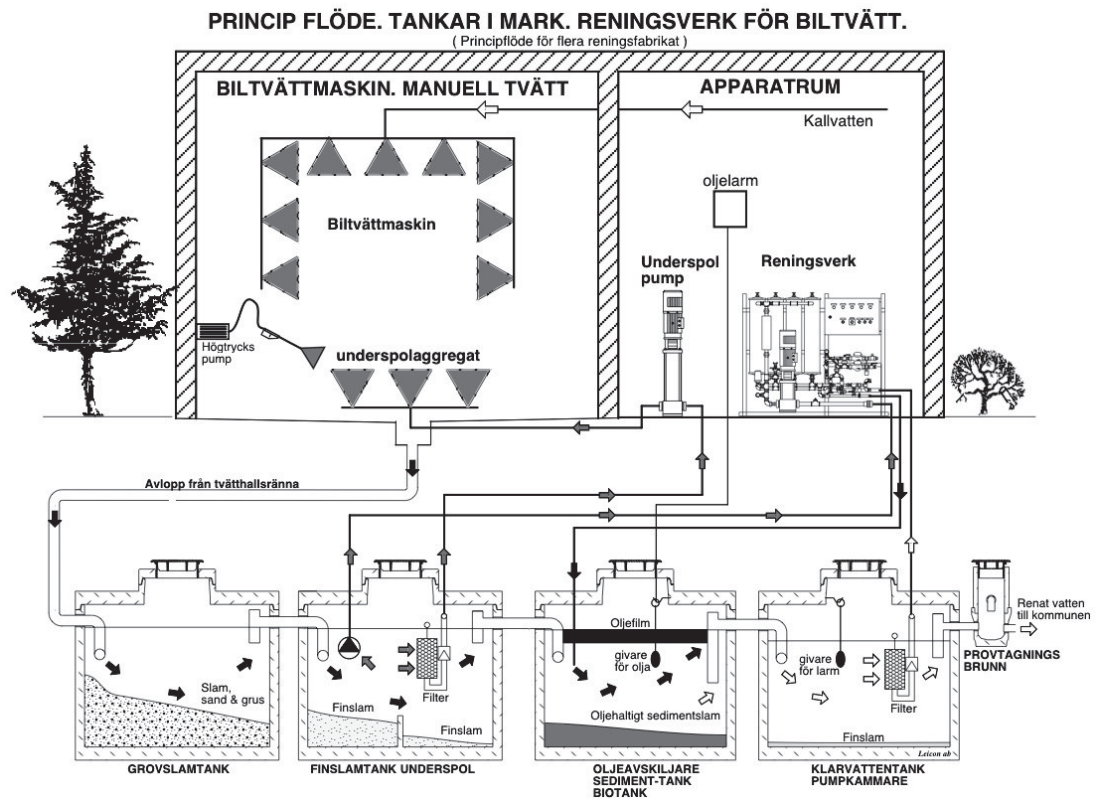 PRINCIP FLÖDE. TANKAR I MARK. RENINGSVERK FÖR BILTVÄTT.
( Principflöde för flera reningsfabrikat )
BILTVÄTTMASKIN. MANUELL TVÄTT
APPARATRUM
Kallvatten
oljelarm
Biltvättmaskin
Underspol
pump
Reningsverk
Högtrycks
pump
underspolaggregat
Avlopp från tvätthallsränna
Oljefilm
Renat vatten
till kommunen
PROVTAGNINGS
BRUNN
givare
för olja
givare
för larm
Slam,
sand & grus
Filter
Filter
Finslam
Finslam
Oljehaltigt sedimentslam
Finslam
Leicon ab
GROVSLAMTANK
FINSLAMTANK UNDERSPOL
OLJEAVSKILJARE
SEDIMENT-TANK
BIOTANK
KLARVATTENTANK
PUMPKAMMARE